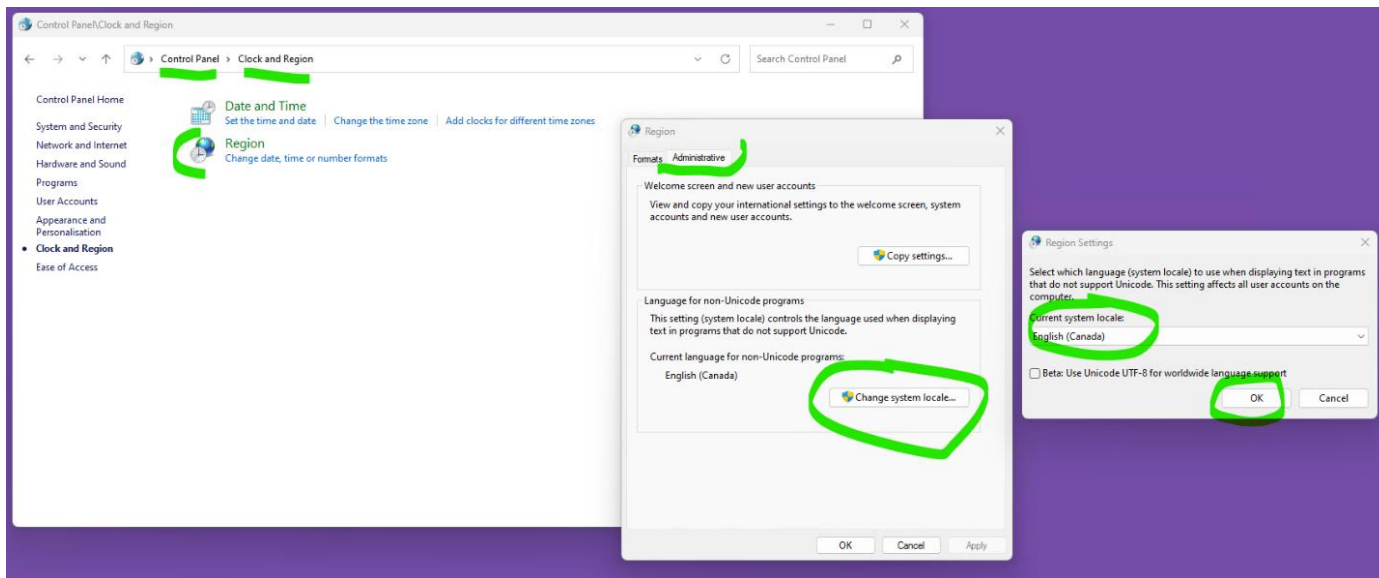 Control Panel\Clock and Region
Control Panel > Clock and Region
Search Control Panel
Control Panel Home
System and Security
Network and Internet
Hardware and Sound
Programs
User Accounts
Appearance and
Personalisation
Clock and Region
Ease of Access
Date and Time
Set the time and date Change the time zone Add clocks for different time zones
Region
Change date, time or number formats
Region
Formats Administrative
Welcome screen and new user accounts
View and copy your international settings to the welcome screen, system
accounts and new user accounts.
Copy settings...
Language for non-Unicode programs
This setting (system locale) controls the language used when displaying
text in programs that do not support Unicode.
Current language for non-Unicode programs:
English (Canada)
Change system locale...
OK Cancel Apply
Region Settings
Select which language (system locale) to use when displaying text in programs
that do not support Unicode. This setting affects all user accounts on the
computer.
Current system locale:
English (Canada)
Beta: Use Unicode UTF-8 for worldwide language support
OK Cancel